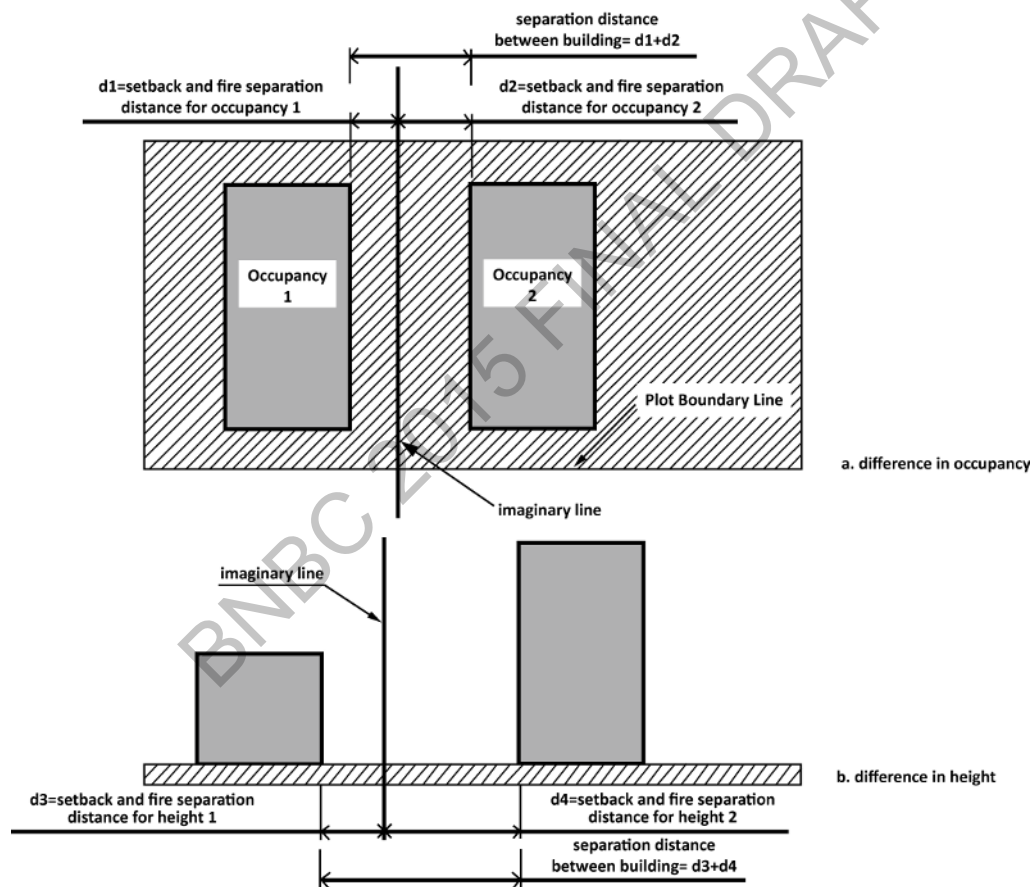 separation distance
between building= d1+d2
d1=setback and fire separation
distance for occupancy 1
d2=setback and fire separation
distance for occupancy 2
Occupancy
1
Occupancy
2
Plot Boundary Line
a. difference in occupancy
imaginary line
imaginary line
b. difference in height
d3=setback and fire separation
distance for height 1
d4=setback and fire separation
distance for height 2
separation distance
between building= d3+d4
BNBC 2015 FINAL DRAF